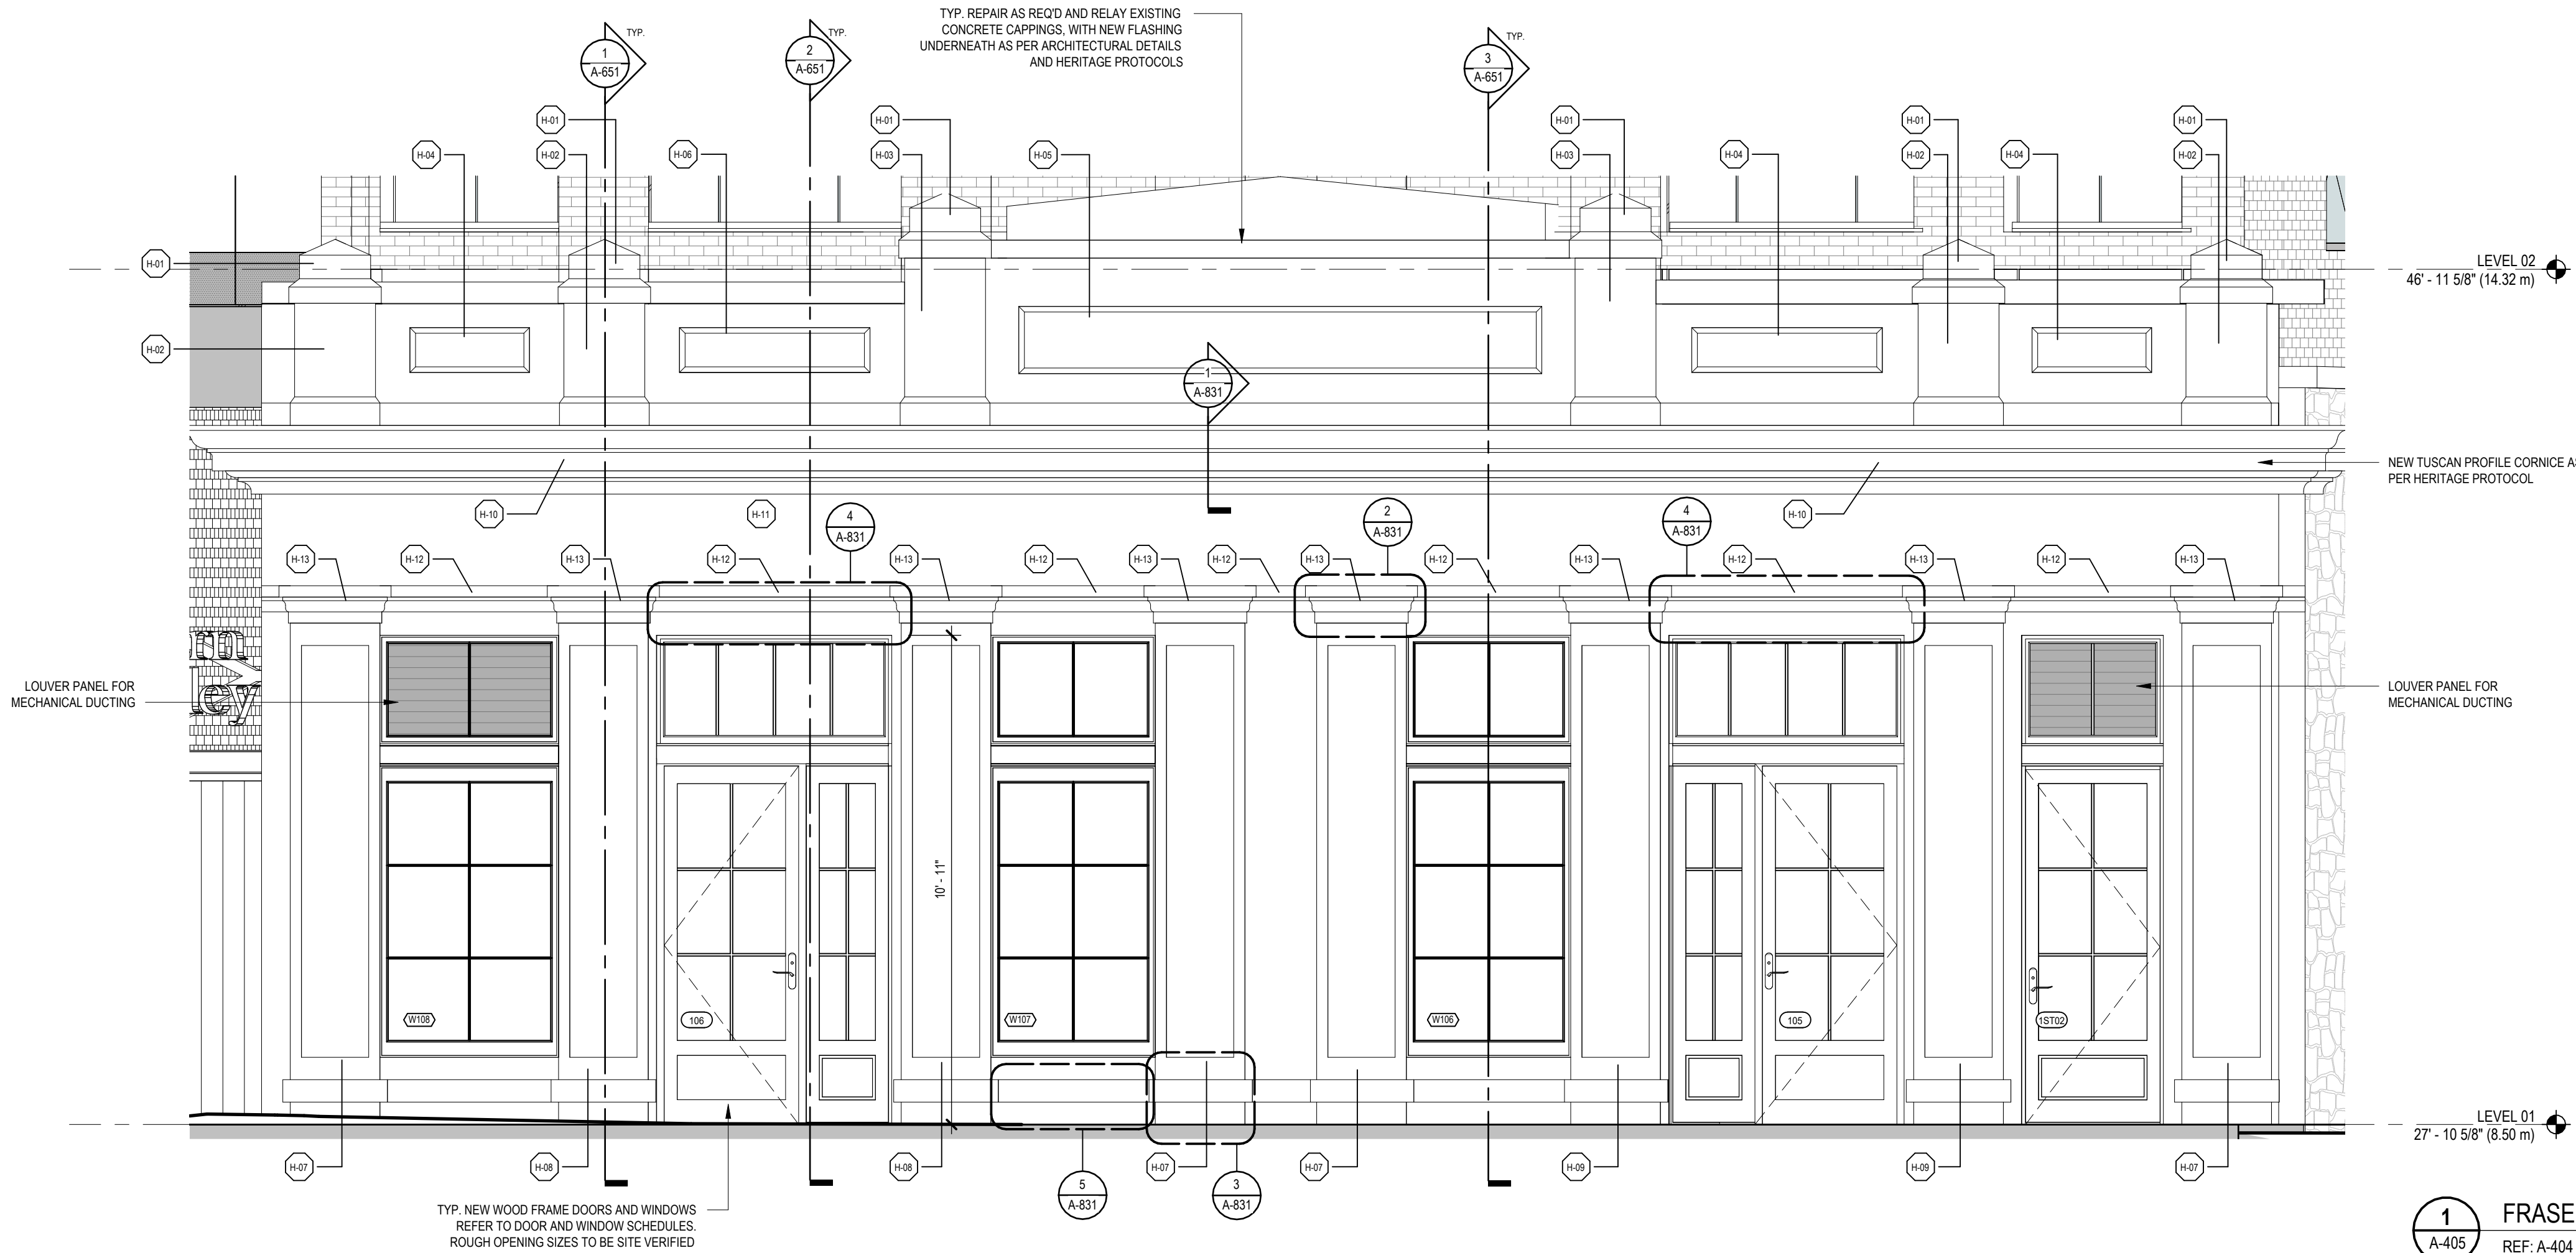 TYP. REPAIR AS REQ'D AND RELAY EXISTING
CONCRETE CAPPINGS, WITH NEW FLASHING
UNDERNEATH AS PER ARCHITECTURAL DETAILS
AND HERITAGE PROTOCOLS
TYP.
1
A-651
TYP.
2
A-651
TYP.
3
A-651
H-01
H-01
H-01
H-01
H-01
H-04
H-02
H-06
H-03
H-05
H-03
H-04
H-02
H-04
H-02
H-01
LEVEL 02
46' - 11 5/8" (14.32 m)
H-02
1
A-831
NEW TUSCAN PROFILE CORNICE
PER HERITAGE PROTOCOL
H-10
H-11
4
A-831
2
A-831
4
A-831
H-10
H-13
H-12
H-13
H-12
H-13
H-12
H-13
H-12
H-13
H-12
H-13
H-12
H-13
H-12
H-13
ley
LOUVER PANEL FOR
MECHANICAL DUCTING
LOUVER PANEL FOR
MECHANICAL DUCTING
10' - 11"
W108
106
W107
W106
105
1ST02
LEVEL 01
27' - 10 5/8" (8.50 m)
H-07
H-08
H-08
H-07
H-07
H-09
H-09
H-07
5
A-831
3
A-831
TYP. NEW WOOD FRAME DOORS AND WINDOWS
REFER TO DOOR AND WINDOW SCHEDULES.
ROUGH OPENING SIZES TO BE SITE VERIFIED
1
A-405
FRASE
REF: A-404